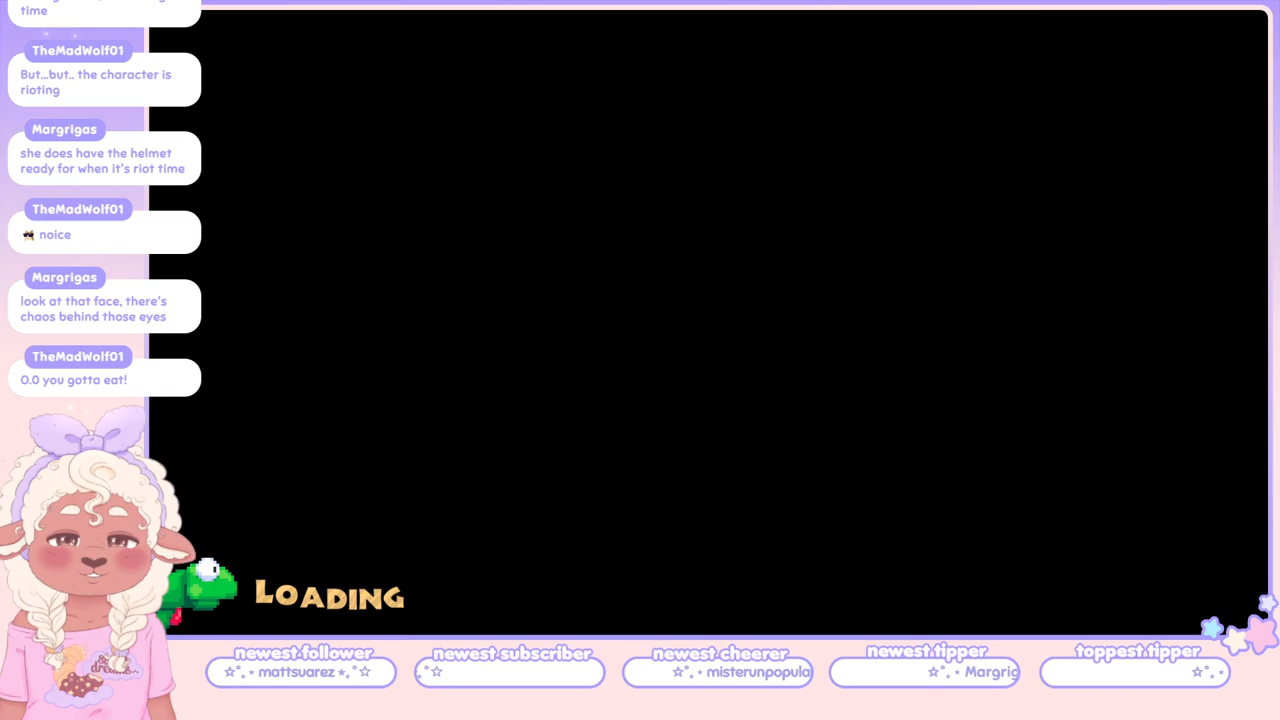 time
TheMadWolf01
But...but.. the character is
rioting
Margrigas
she does have the helmet
ready for when it's riot time
TheMadWolf01
noice
Margrigas
look at that face, there's
chaos behind those eyes
TheMadWolf01
O.O you gotta eat!
LOADING
newest follower
newest subscriber
newest cheerer
newest tipper
toppest tipper
☆°｡⋆ mattsuarez ⋆｡°☆
｡°☆
☆°｡⋆ misterunpopula
☆°｡⋆ Margrig
☆°｡⋆